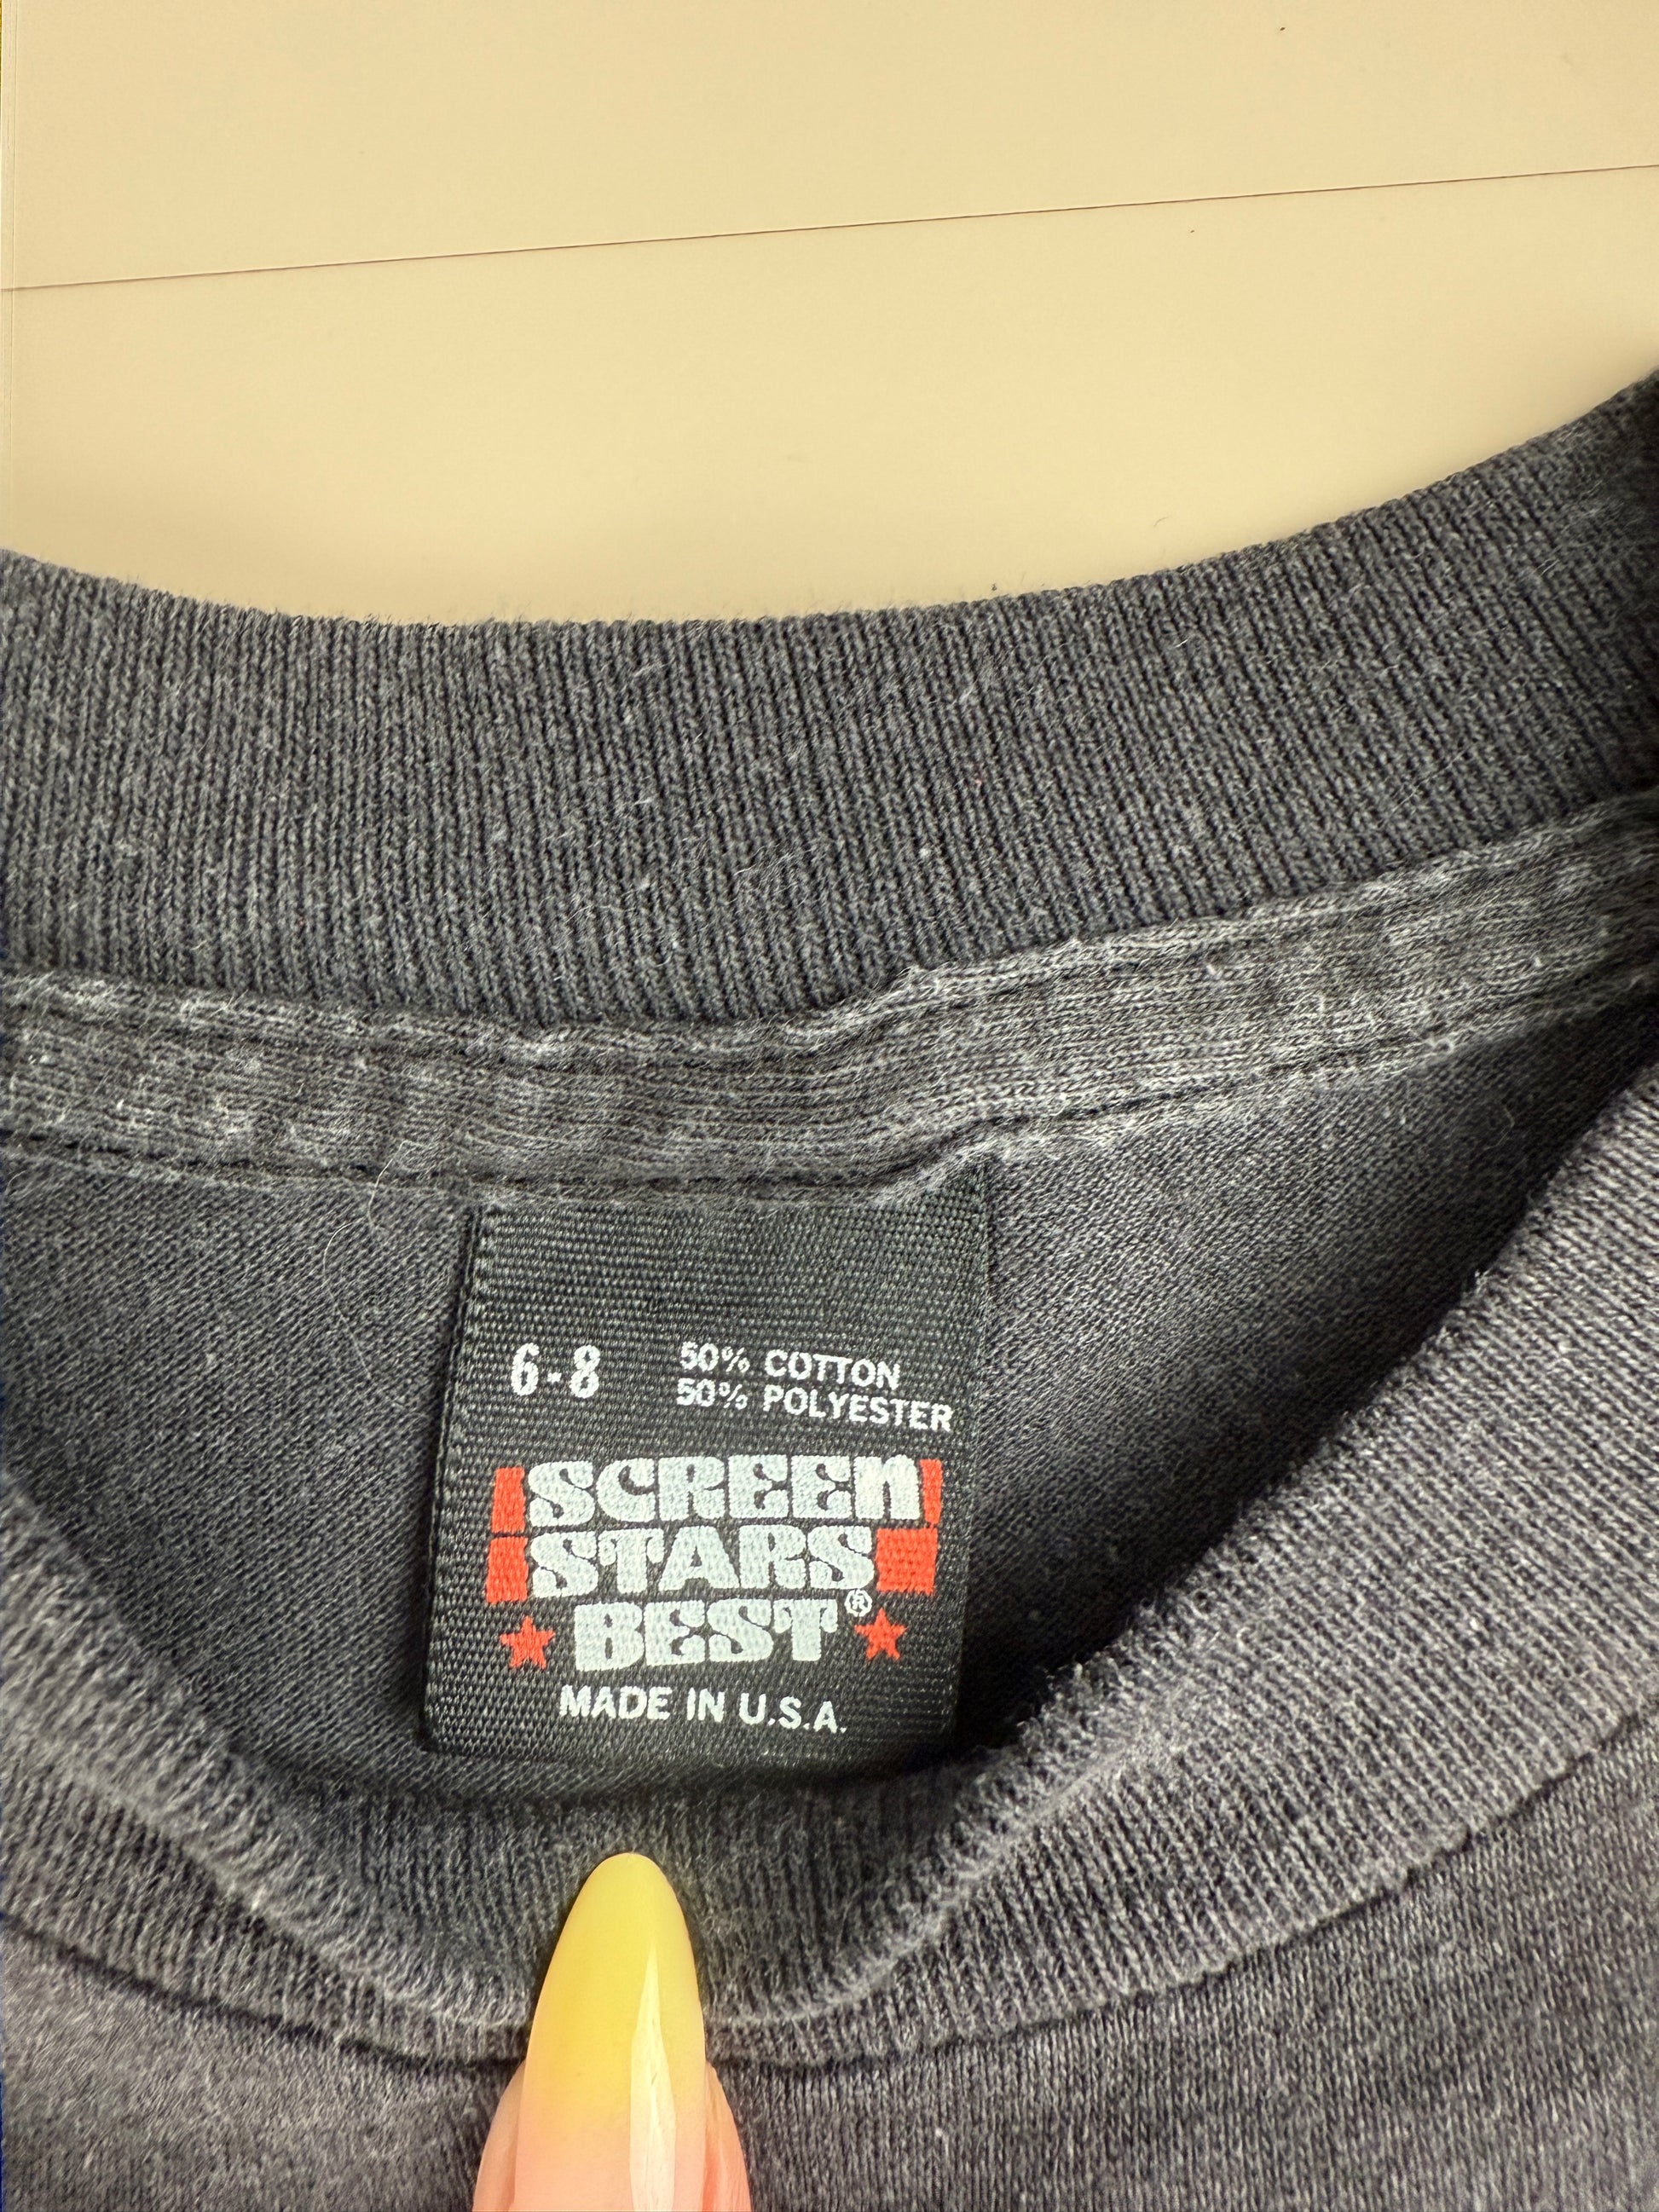 6-8
50% COTTON
50% POLYESTER
SCREEN
STARS
BEST®
MADE IN U.S.A.